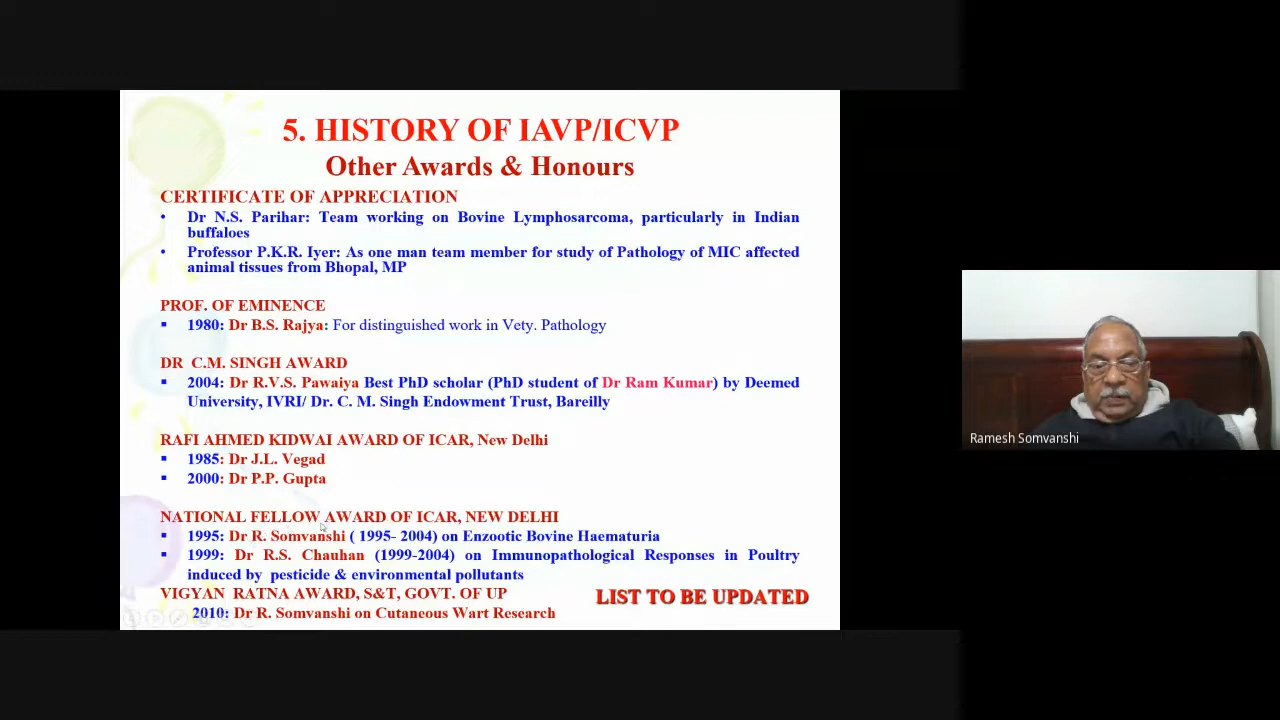 5. HISTORY OF IAVP/ICVP
Other Awards & Honours
CERTIFICATE OF APPRECIATION
• Dr N.S. Parihar: Team working on Bovine Lymphosarcoma, particularly in Indian
buffaloes
• Professor P.K.R. Iyer: As one man team member for study of Pathology of MIC affected
animal tissues from Bhopal, MP
PROF. OF EMINENCE
▪ 1980: Dr B.S. Rajya: For distinguished work in Vety. Pathology
DR C.M. SINGH AWARD
▪ 2004: Dr R.V.S. Pawaiya Best PhD scholar (PhD student of Dr Ram Kumar) by Deemed
University, IVRI/ Dr. C. M. Singh Endowment Trust, Bareilly
RAFI AHMED KIDWAI AWARD OF ICAR, New Delhi
▪ 1985: Dr J.L. Vegad
▪ 2000: Dr P.P. Gupta
NATIONAL FELLOW AWARD OF ICAR, NEW DELHI
▪ 1995: Dr R. Somvanshi ( 1995- 2004) on Enzootic Bovine Haematuria
▪ 1999: Dr R.S. Chauhan (1999-2004) on Immunopathological Responses in Poultry
induced by pesticide & environmental pollutants
VIGYAN RATNA AWARD, S&T, GOVT. OF UP
2010: Dr R. Somvanshi on Cutaneous Wart Research
LIST TO BE UPDATED
Ramesh Somvanshi